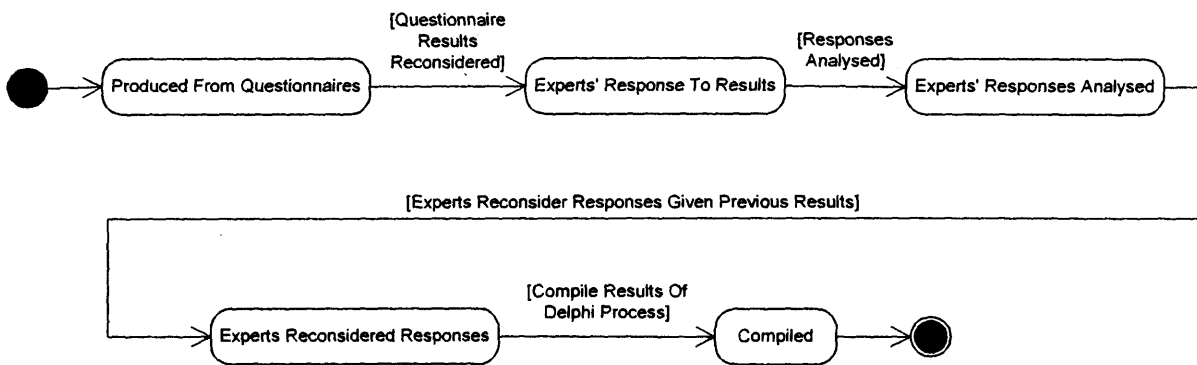 [Questionnaire
Results
Reconsidered]
[Responses
Analysed]
Produced From Questionnaires
Experts' Response To Results
Experts' Responses Analysed
[Experts Reconsider Responses Given Previous Results]
[Compile Results Of
Delphi Process]
Experts Reconsidered Responses
Compiled